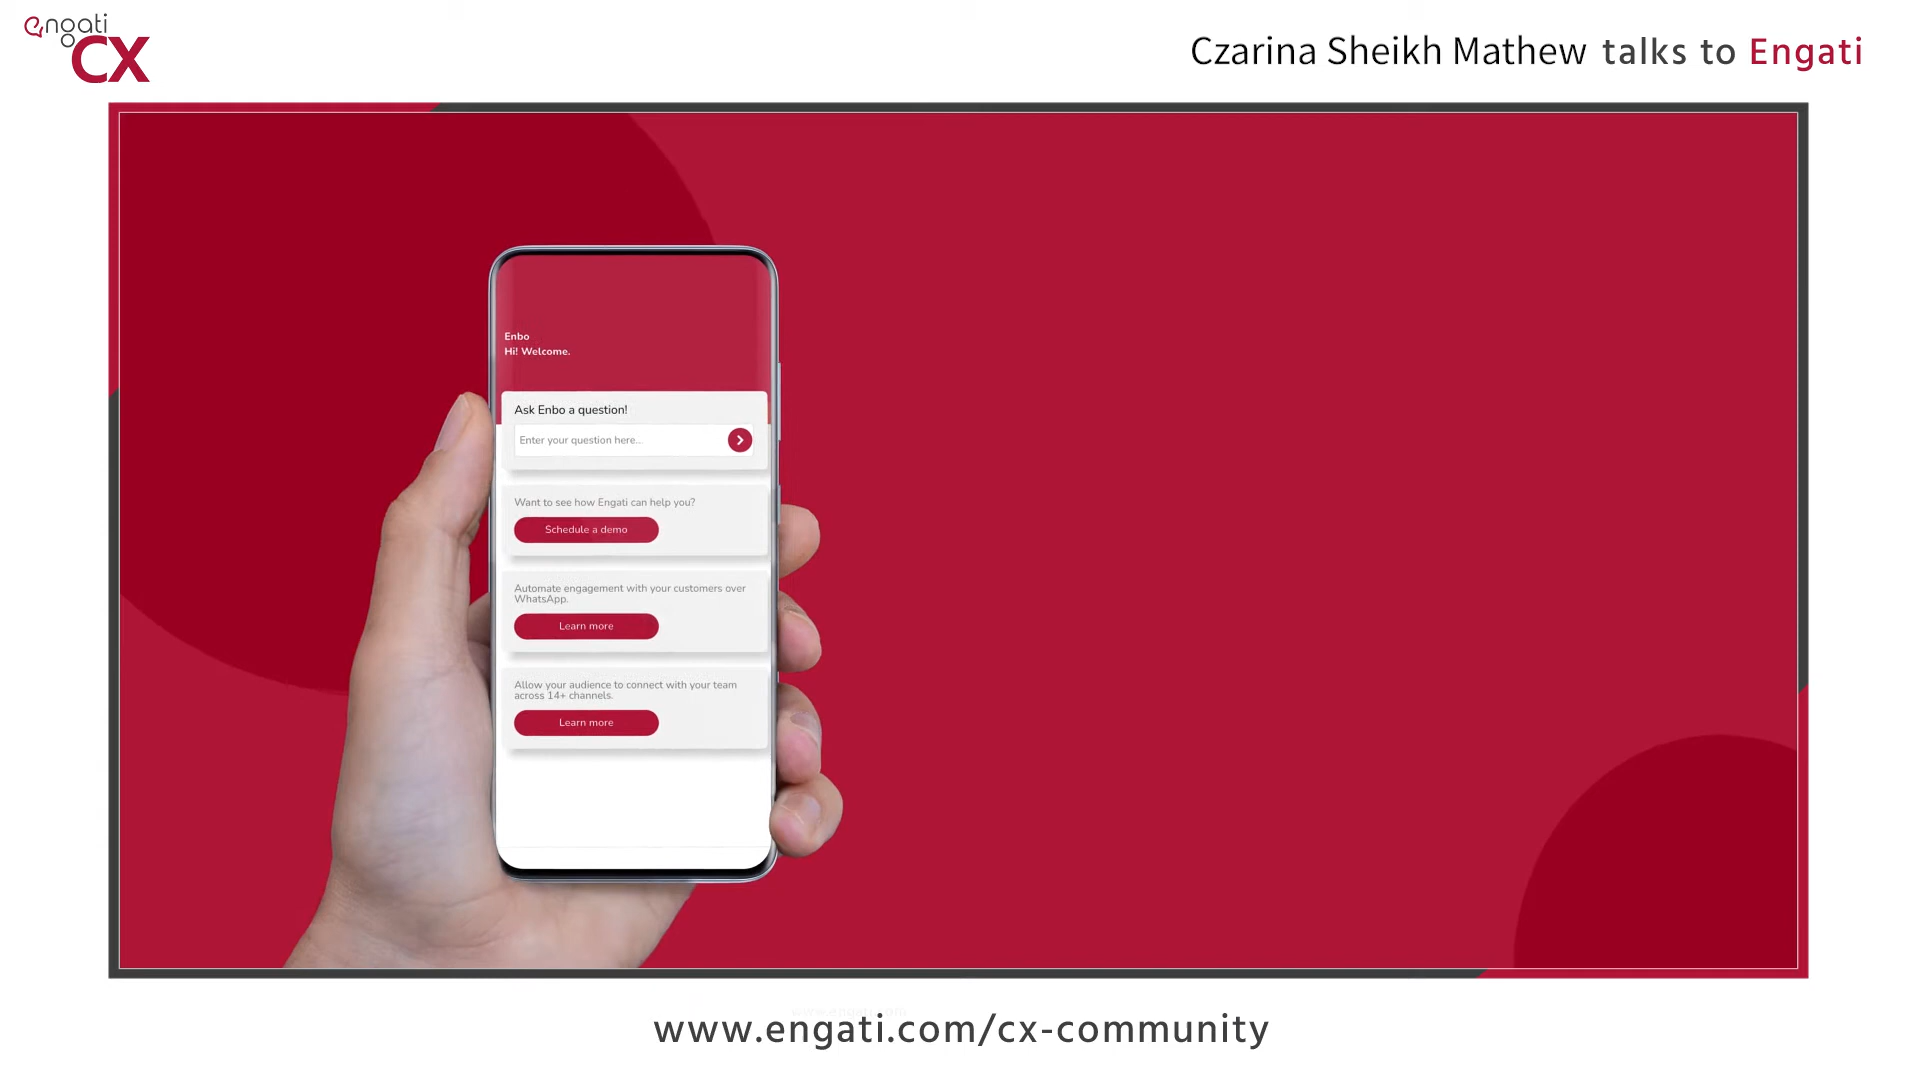 engati
CX
Czarina Sheikh Mathew talks to Engati
Enbo
Hi! Welcome.
Ask Enbo a question!
Enter your question here...
Want to see how Engati can help you?
Schedule a demo
Automate engagement with your customers over
WhatsApp.
Learn more
Allow your audience to connect with your team
across 14+ channels.
Learn more
www.engati.com/cx-community